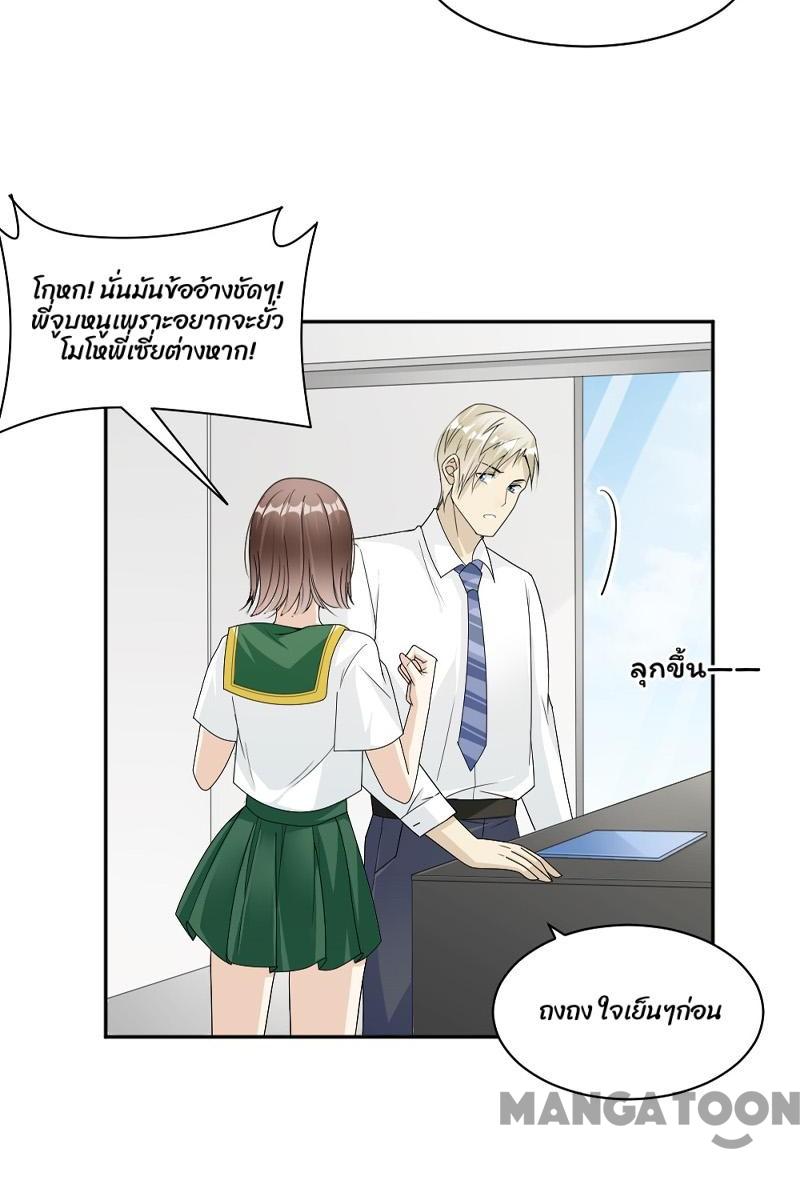 โกหก! นั่นมันข้ออ้างชัดๆ!
พี่จูบหนูเพราะอยากจะยั่ว
โมโหพี่เซี่ยต่างหาก!
ลุกขึ้น——
ถงถง ใจเย็นๆก่อน
MANGATOON